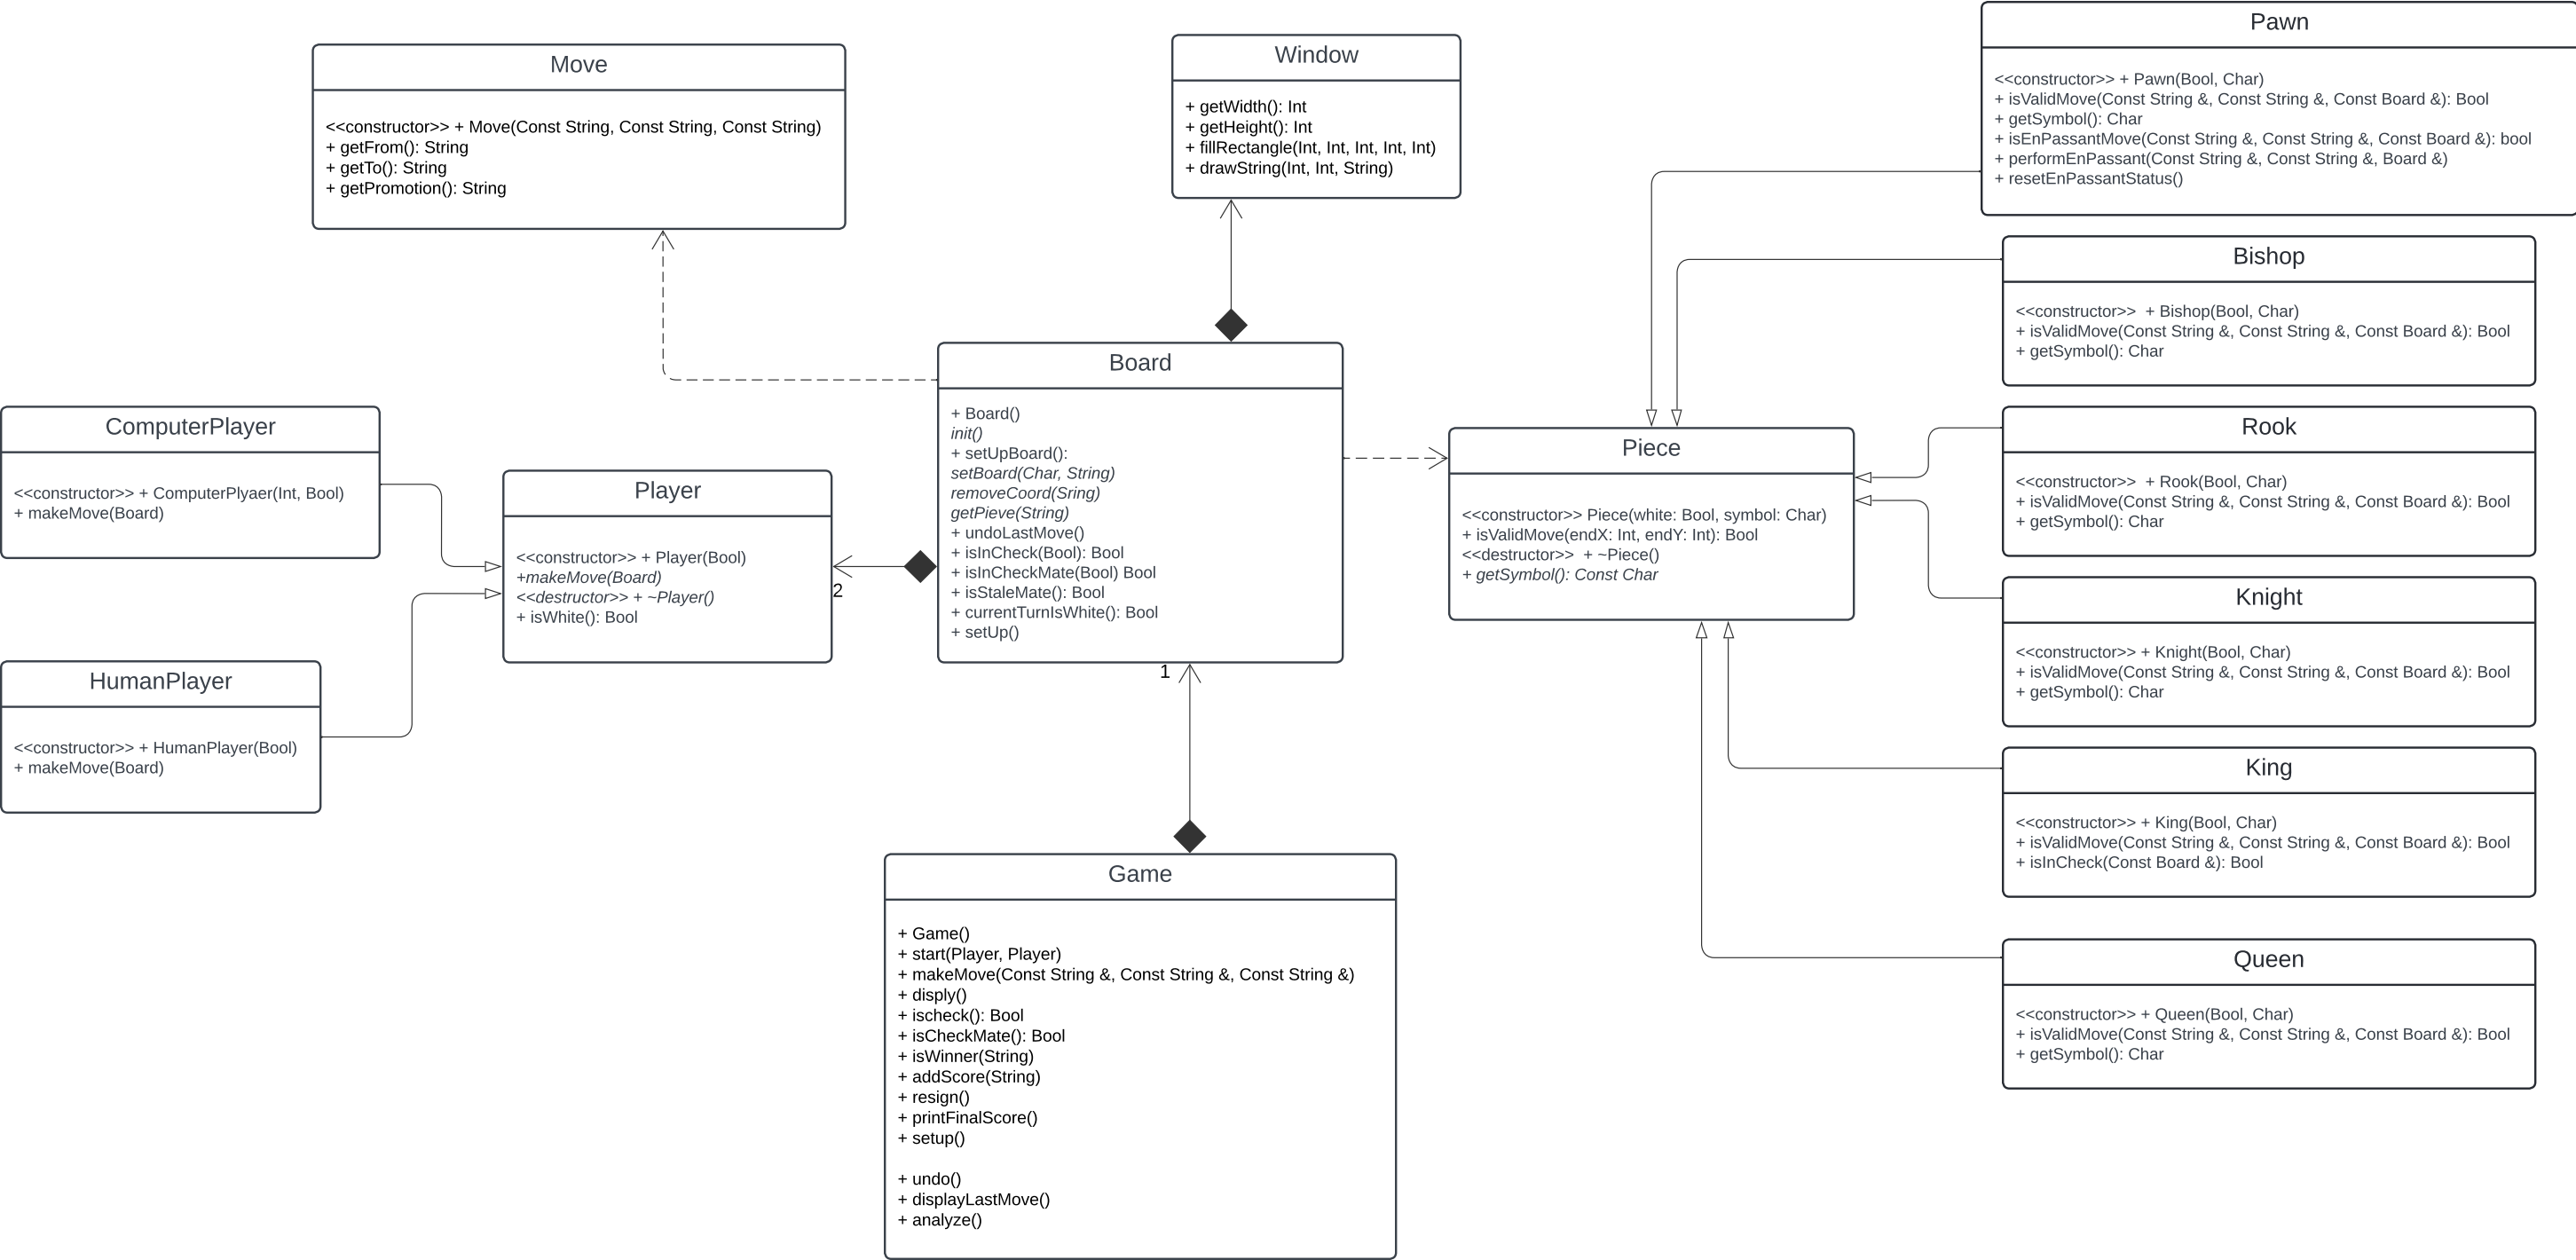 Move
<<constructor>> + Move(Const String, Const String, Const String)
+ getFrom(): String
+ getTo(): String
+ getPromotion(): String
Window
+ getWidth(): Int
+ getHeight(): Int
+ fillRectangle(Int, Int, Int, Int, Int)
+ drawString(Int, Int, String)
Pawn
<<constructor>> + Pawn(Bool, Char)
+ isValidMove(Const String &, Const String &, Const Board &): Bool
+ getSymbol(): Char
+ isEnPassantMove(Const String &, Const String &, Const Board &): bool
+ performEnPassant(Const String &, Const String &, Board &)
+ resetEnPassantStatus()
Bishop
<<constructor>>  + Bishop(Bool, Char)
+ isValidMove(Const String &, Const String &, Const Board &): Bool
+ getSymbol(): Char
ComputerPlayer
<<constructor>> + ComputerPlyaer(Int, Bool)
+ makeMove(Board)
Player
<<constructor>> + Player(Bool)
+makeMove(Board)
<<destructor>> + ~Player()
+ isWhite(): Bool
2
Board
+ Board()
init()
+ setUpBoard():
setBoard(Char, String)
removeCoord(Sring)
getPieve(String)
+ undoLastMove()
+ isInCheck(Bool): Bool
+ isInCheckMate(Bool) Bool
+ isStaleMate(): Bool
+ currentTurnIsWhite(): Bool
+ setUp()
1
Piece
<<constructor>> Piece(white: Bool, symbol: Char)
+ isValidMove(endX: Int, endY: Int): Bool
<<destructor>>  + ~Piece()
+ getSymbol(): Const Char
Rook
<<constructor>>  + Rook(Bool, Char)
+ isValidMove(Const String &, Const String &, Const Board &): Bool
+ getSymbol(): Char
Knight
<<constructor>> + Knight(Bool, Char)
+ isValidMove(Const String &, Const String &, Const Board &): Bool
+ getSymbol(): Char
HumanPlayer
<<constructor>> + HumanPlayer(Bool)
+ makeMove(Board)
King
<<constructor>> + King(Bool, Char)
+ isValidMove(Const String &, Const String &, Const Board &): Bool
+ isInCheck(Const Board &): Bool
Game
+ Game()
+ start(Player, Player)
+ makeMove(Const String &, Const String &, Const String &)
+ disply()
+ ischeck(): Bool
+ isCheckMate(): Bool
+ isWinner(String)
+ addScore(String)
+ resign()
+ printFinalScore()
+ setup()
+ undo()
+ displayLastMove()
+ analyze()
Queen
<<constructor>> + Queen(Bool, Char)
+ isValidMove(Const String &, Const String &, Const Board &): Bool
+ getSymbol(): Char